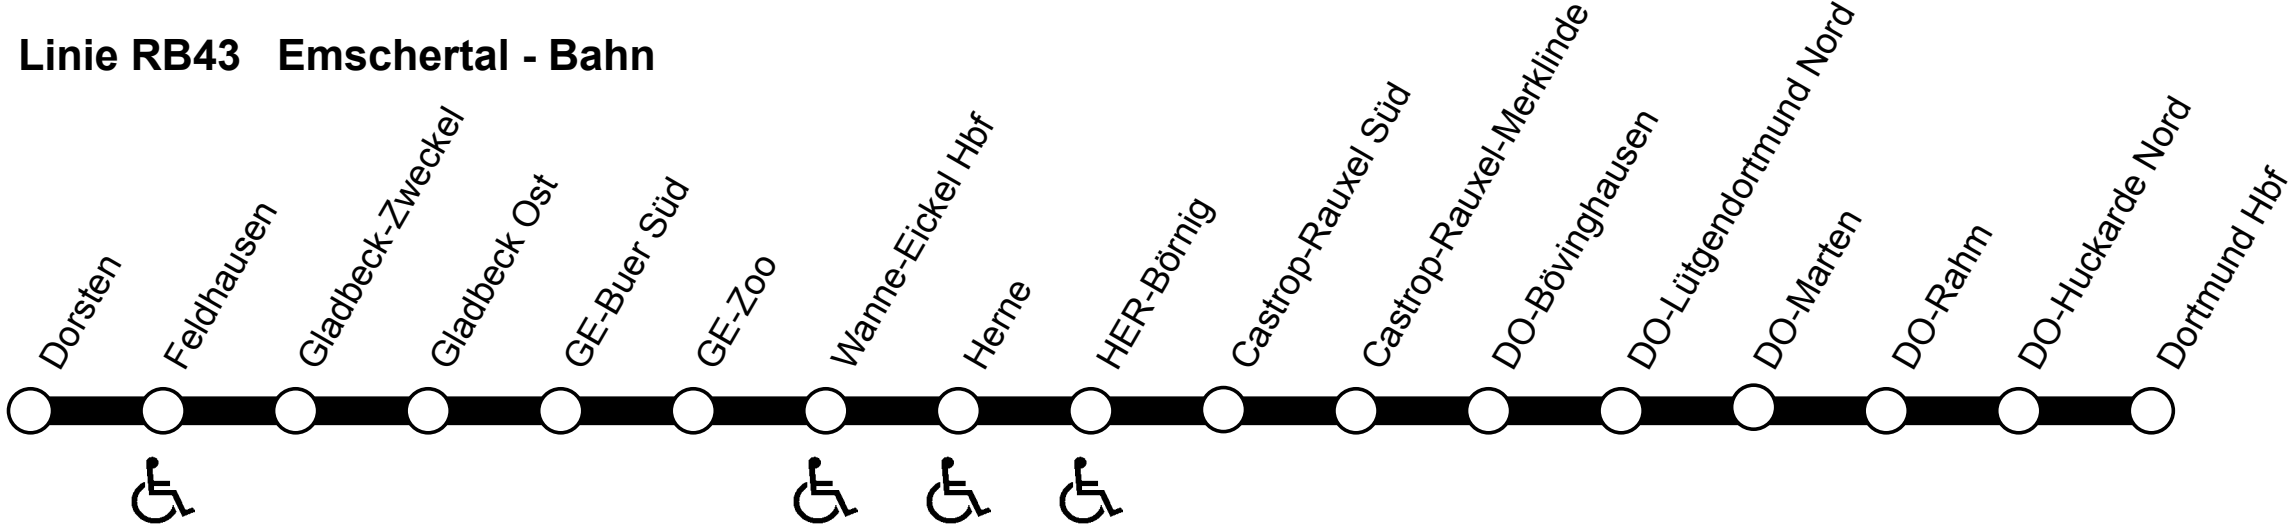 Linie RB43 Emschertal - Bahn
Dorsten
Feldhausen
Gladbeck-Zweckel
Gladbeck Ost
GE-Buer Süd
GE-Zoo
Wanne-Eickel Hbf
Herne
HER-Börnig
Castrop-Rauxel Süd
Castrop-Rauxel-Merklinde
DO-Bövinghausen
DO-Lütgendortmund Nord
DO-Marten
DO-Rahm
DO-Huckarde Nord
Dortmund Hbf